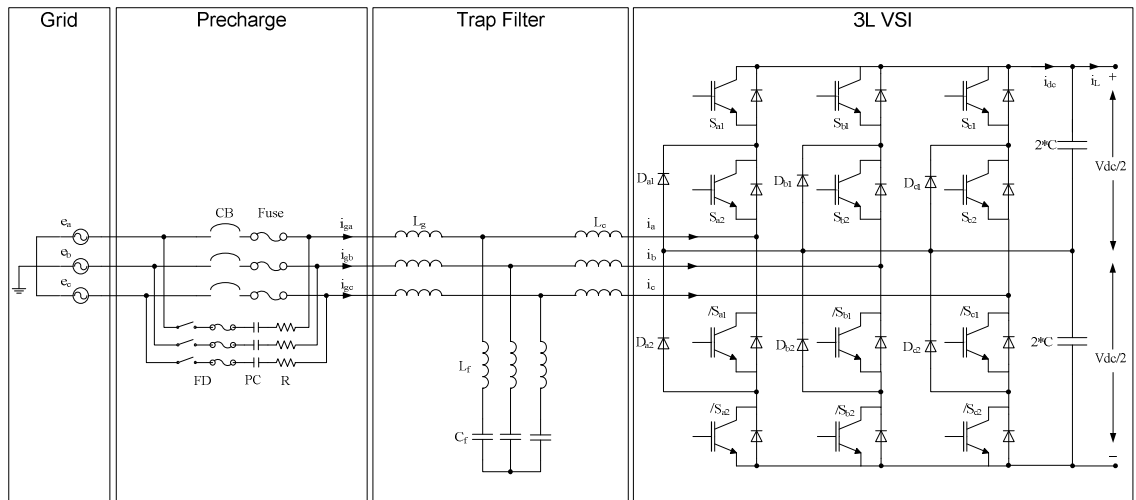 Grid
Precharge
Trap Filter
3L VSI
e_a
e_b
e_c
CB
Fuse
FD
PC
R
i_ga
i_gb
i_gc
L_g
L_c
L_f
C_f
i_a
i_b
i_c
S_a1
S_b1
S_c1
D_a1
D_b1
D_c1
S_a2
S_b2
S_c2
/S_a1
/S_b1
/S_c1
D_a2
D_b2
D_c2
/S_a2
/S_b2
/S_c2
i_dc
i_L
+
2*C
Vdc/2
2*C
Vdc/2
−